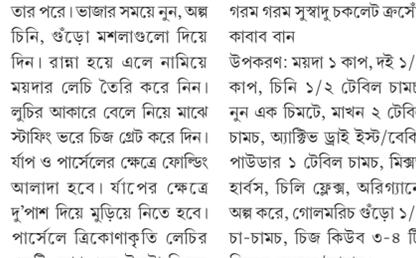 তার পরে। ভাজার সময়ে নুন, অল্প
চিনি, গুঁড়ো মশলাগুলো দিয়ে
দিন। রান্না হয়ে এলে নামিয়ে
ময়দার লেচি তৈরি করে নিন।
লুচির আকারে বেলে নিয়ে মাঝে
স্টাফিং ভরে চিজ গ্রেট করে দিন।
র্যাপ ও পার্সেলের ক্ষেত্রে ফোল্ডিং
আলাদা হবে। র্যাপের ক্ষেত্রে
দু’পাশ দিয়ে মুড়িয়ে নিতে হবে।
পার্সেলে ত্রিকোণাকৃতি লেচির
গরম গরম সুস্বাদু চকলেট ক্রসোঁ
কাবাব বান
উপকরণ: ময়দা ১ কাপ, দই ১/
কাপ, চিনি ১/২ টেবিল চামচ
নুন এক চিমটে, মাখন ২ টেবি
চামচ, অ্যাক্টিভ ড্রাই ইস্ট/বেকি
পাউডার ১ টেবিল চামচ, মিক্স
হার্বস, চিলি ফ্লেক্স, অরিগ্যানে
অল্প করে, গোলমরিচ গুঁড়ো ১/
চা-চামচ, চিজ কিউব ৩-৪ টি